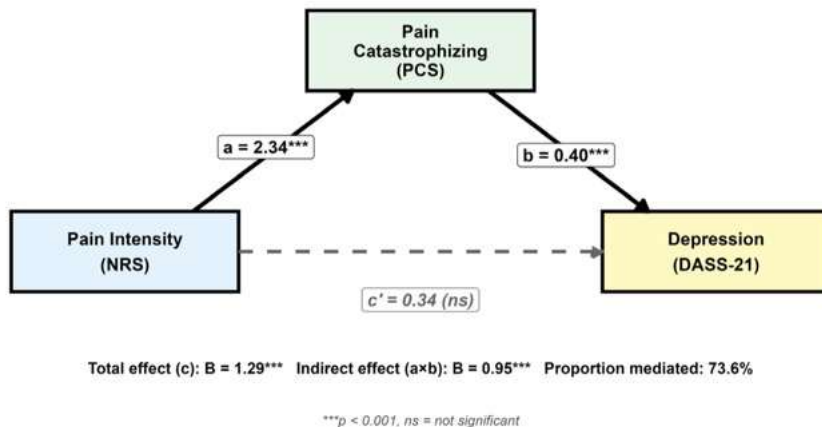 Pain
Catastrophizing
(PCS)
a = 2.34***
b = 0.40***
Pain Intensity
(NRS)
Depression
(DASS-21)
c' = 0.34 (ns)
Total effect (c): B = 1.29*** Indirect effect (a×b): B = 0.95*** Proportion mediated: 73.6%
***p < 0.001, ns = not significant